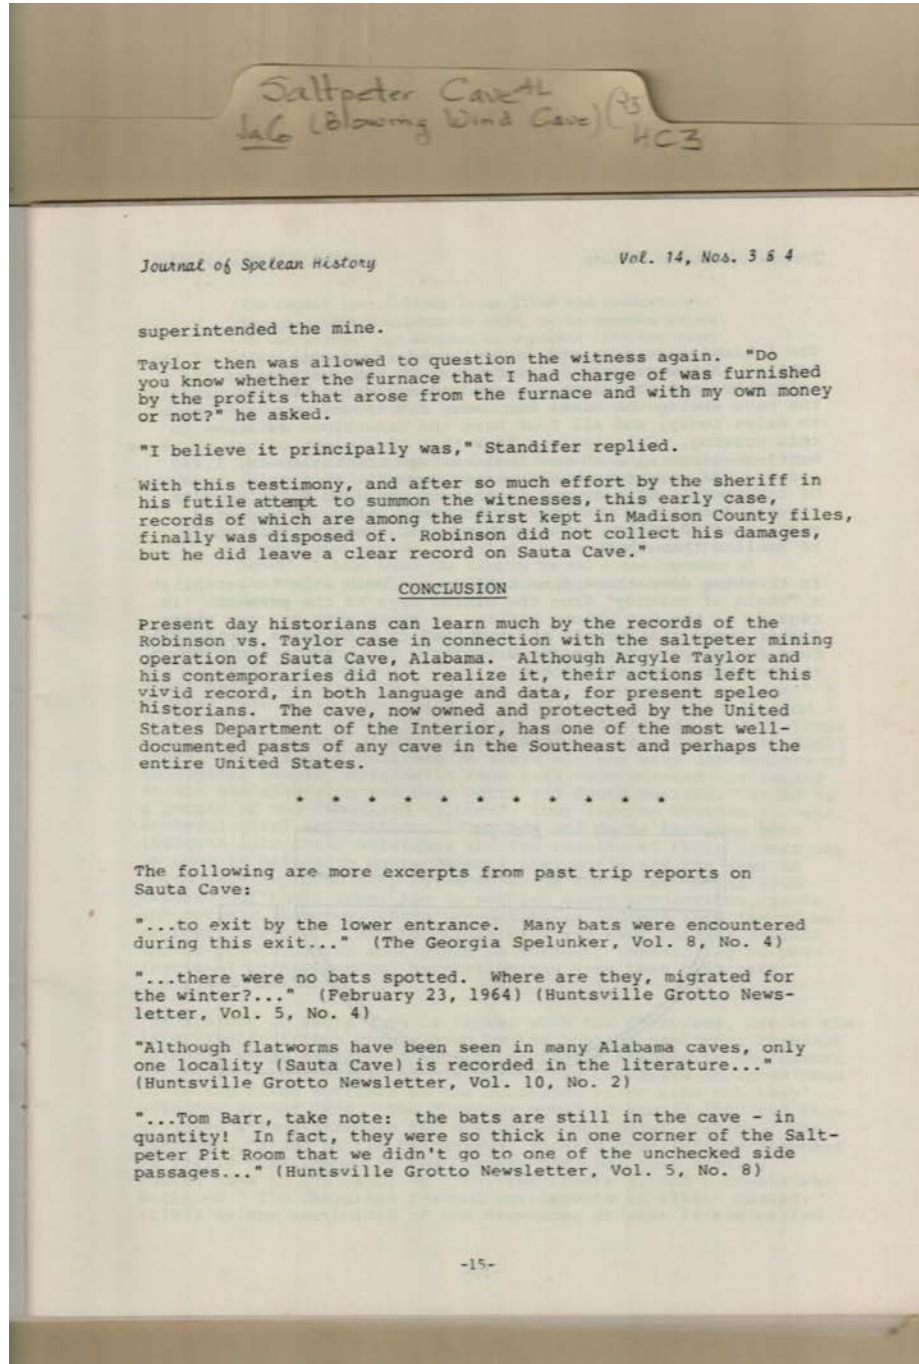 Saltpeter Cave AL
JaCo (Blowing Wind Cave)
HC3
Journal of Spelean History
Vol. 14, Nos. 3 & 4
superintended the mine.
Taylor then was allowed to question the witness again. "Do
you know whether the furnace that I had charge of was furnished
by the profits that arose from the furnace and with my own money
or not?" he asked.
"I believe it principally was," Standifer replied.
With this testimony, and after so much effort by the sheriff in
his futile attempt to summon the witnesses, this early case,
records of which are among the first kept in Madison County files,
finally was disposed of. Robinson did not collect his damages,
but he did leave a clear record on Sauta Cave."
CONCLUSION
Present day historians can learn much by the records of the
Robinson vs. Taylor case in connection with the saltpeter mining
operation of Sauta Cave, Alabama. Although Argyle Taylor and
his contemporaries did not realize it, their actions left this
vivid record, in both language and data, for present speleo
historians. The cave, now owned and protected by the United
States Department of the Interior, has one of the most well-
documented pasts of any cave in the Southeast and perhaps the
entire United States.
* * * * * * * * * * *
The following are more excerpts from past trip reports on
Sauta Cave:
"...to exit by the lower entrance. Many bats were encountered
during this exit..." (The Georgia Spelunker, Vol. 8, No. 4)
"...there were no bats spotted. Where are they, migrated for
the winter?..." (February 23, 1964) (Huntsville Grotto News-
letter, Vol. 5, No. 4)
"Although flatworms have been seen in many Alabama caves, only
one locality (Sauta Cave) is recorded in the literature..."
(Huntsville Grotto Newsletter, Vol. 10, No. 2)
"...Tom Barr, take note: the bats are still in the cave - in
quantity! In fact, they were so thick in one corner of the Salt-
peter Pit Room that we didn't go to one of the unchecked side
passages..." (Huntsville Grotto Newsletter, Vol. 5, No. 8)
-15-